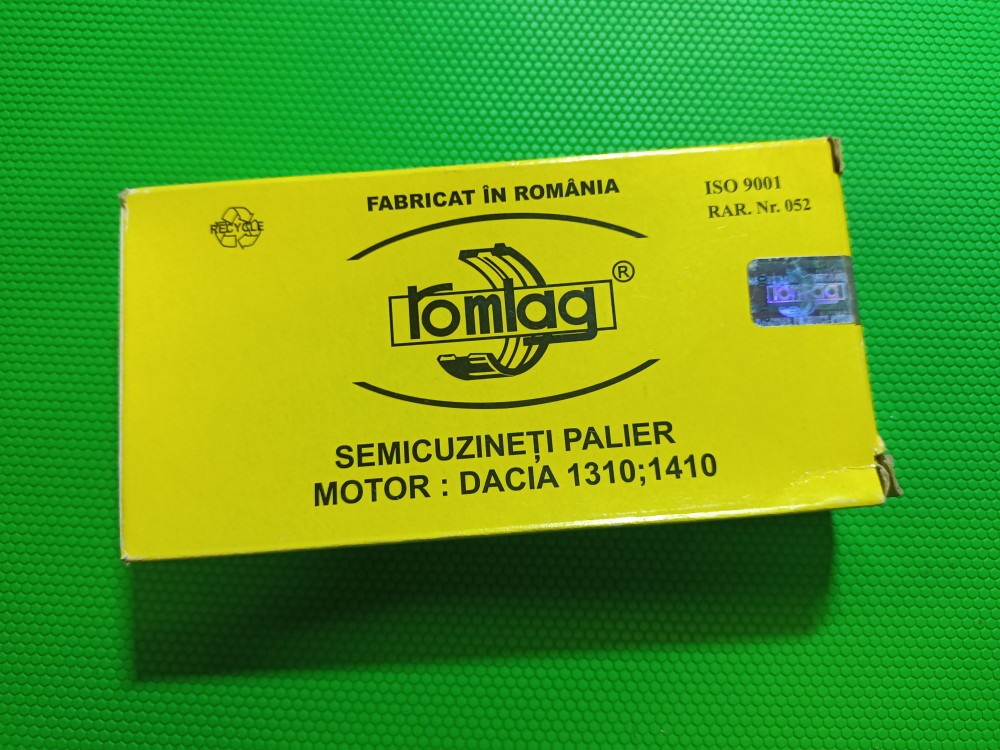 FABRICAT ÎN ROMÂNIA
ISO 9001
RAR. Nr. 052
RECYCLE
romlag ®
SEMICUZINEȚI PALIER
MOTOR : DACIA 1310;1410